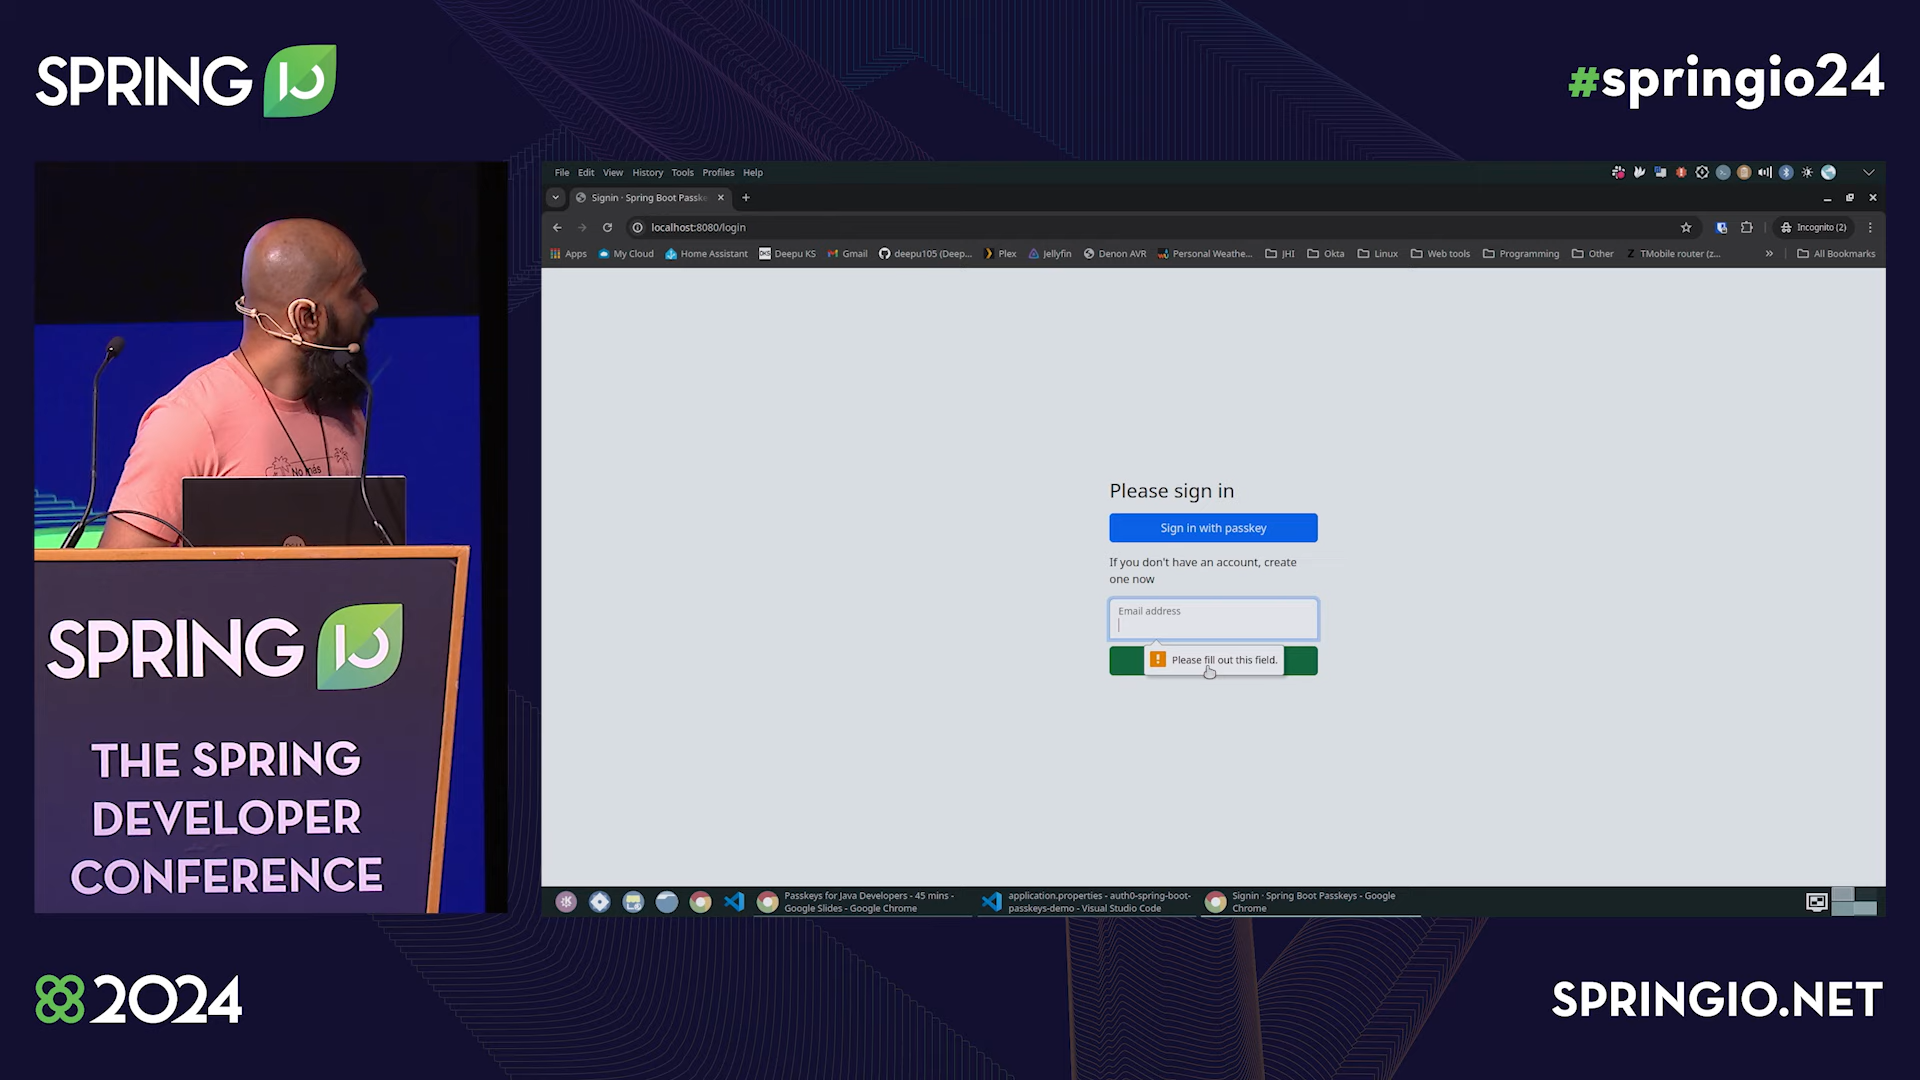 SPRING IO
#springio24
File Edit View History Tools Profiles Help
Signin · Spring Boot Passke
localhost:8080/login
Incognito (2)
Apps My Cloud Home Assistant DKS Deepu KS Gmail deepu105 (Deep... Plex Jellyfin Denon AVR Personal Weathe... JHI Okta Linux Web tools Programming Other Z TMobile router (z... » All Bookmarks
Please sign in
Sign in with passkey
If you don't have an account, create
one now
Email address
Please fill out this field.
No más
SPRING IO
THE SPRING
DEVELOPER
CONFERENCE
Passkeys for Java Developers - 45 mins -
Google Slides - Google Chrome
application.properties - auth0-spring-boot-
passkeys-demo - Visual Studio Code
Signin · Spring Boot Passkeys - Google
Chrome
2024
SPRINGIO.NET